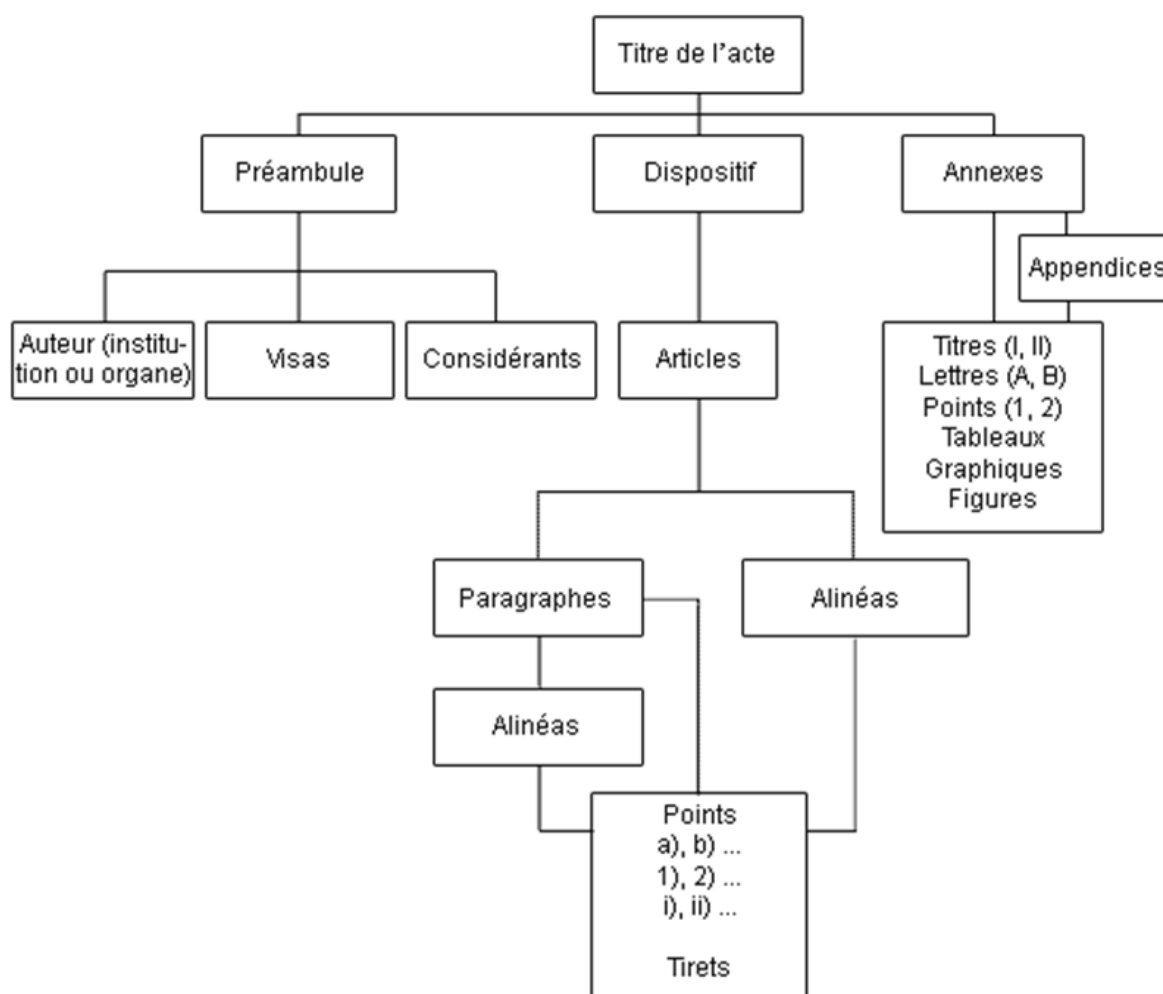 Titre de l’acte
Préambule
Dispositif
Annexes
Appendices
Auteur (institu-
tion ou organe)
Visas
Considérants
Articles
Titres (I, II)
Lettres (A, B)
Points (1, 2)
Tableaux
Graphiques
Figures
Paragraphes
Alinéas
Alinéas
Points
a), b) ...
1), 2) ...
i), ii) ...
Tirets